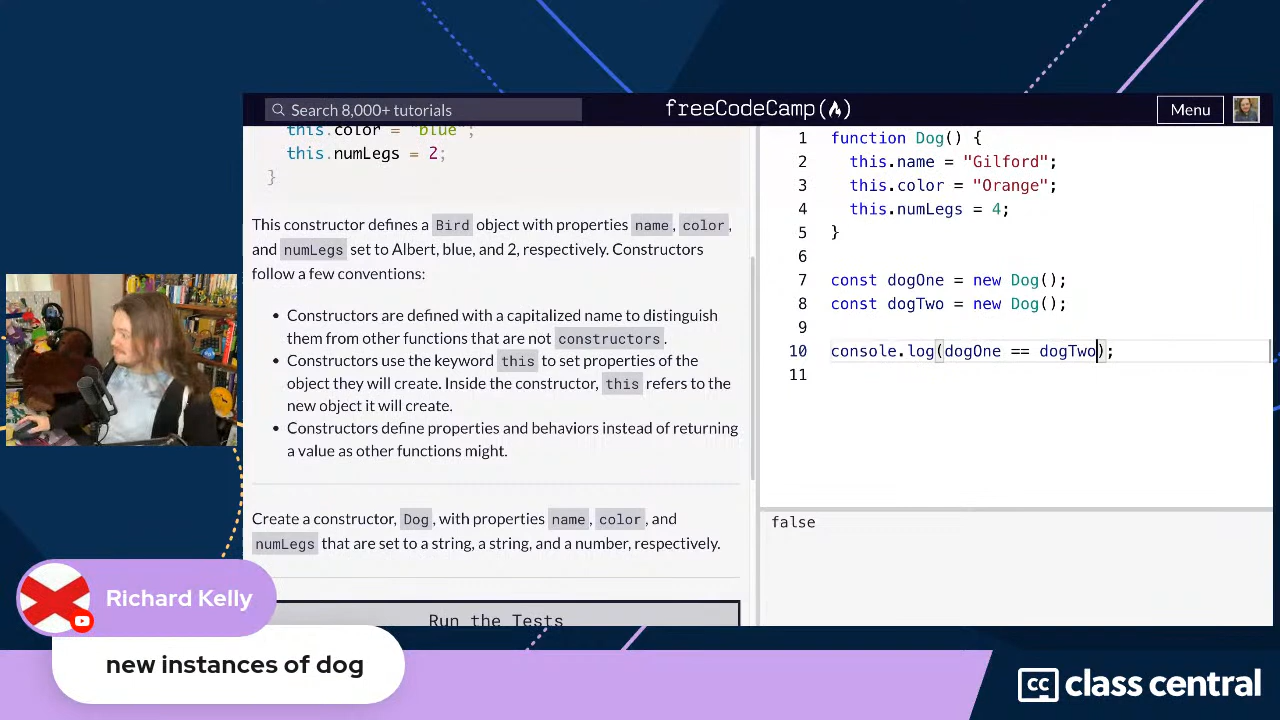 Search 8,000+ tutorials
freeCodeCamp
Menu
this.color = "blue";
this.numLegs = 2;
}
This constructor defines a Bird object with properties name, color,
and numLegs set to Albert, blue, and 2, respectively. Constructors
follow a few conventions:
• Constructors are defined with a capitalized name to distinguish
them from other functions that are not constructors.
• Constructors use the keyword this to set properties of the
object they will create. Inside the constructor, this refers to the
new object it will create.
• Constructors define properties and behaviors instead of returning
a value as other functions might.
Create a constructor, Dog, with properties name, color, and
numLegs that are set to a string, a string, and a number, respectively.
Run the Tests
1 function Dog() {
2 this.name = "Gilford";
3 this.color = "Orange";
4 this.numLegs = 4;
5 }
6
7 const dogOne = new Dog();
8 const dogTwo = new Dog();
9
10 console.log(dogOne == dogTwo);
11
false
Richard Kelly
new instances of dog
cc class central